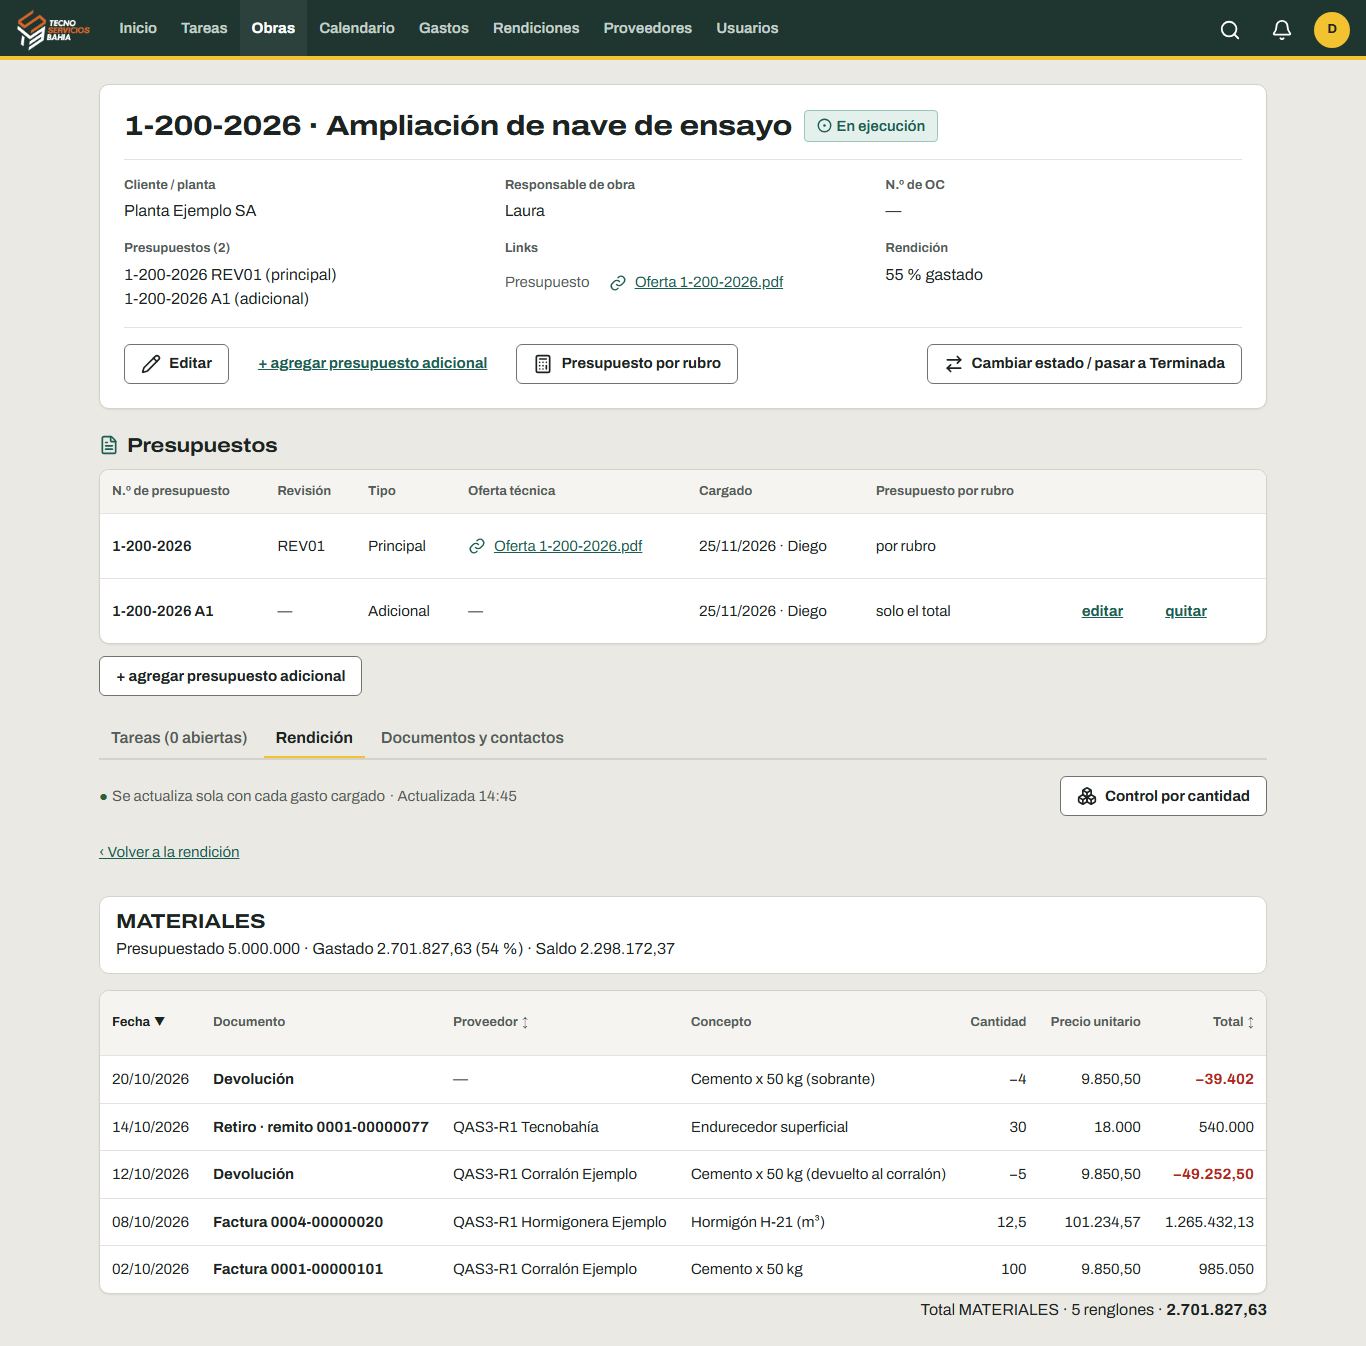 TECNO
SERVICIOS
BAHIA
Inicio Tareas Obras Calendario Gastos Rendiciones Proveedores Usuarios
D
1-200-2026 · Ampliación de nave de ensayo En ejecución
Cliente / planta Responsable de obra N.º de OC
Planta Ejemplo SA Laura —
Presupuestos (2) Links Rendición
1-200-2026 REV01 (principal) Presupuesto Oferta 1-200-2026.pdf 55 % gastado
1-200-2026 A1 (adicional)
Editar + agregar presupuesto adicional Presupuesto por rubro Cambiar estado / pasar a Terminada
Presupuestos
N.º de presupuesto Revisión Tipo Oferta técnica Cargado Presupuesto por rubro
1-200-2026 REV01 Principal Oferta 1-200-2026.pdf 25/11/2026 · Diego por rubro
1-200-2026 A1 — Adicional — 25/11/2026 · Diego solo el total editar quitar
+ agregar presupuesto adicional
Tareas (0 abiertas) Rendición Documentos y contactos
● Se actualiza sola con cada gasto cargado · Actualizada 14:45 Control por cantidad
‹ Volver a la rendición
MATERIALES
Presupuestado 5.000.000 · Gastado 2.701.827,63 (54 %) · Saldo 2.298.172,37
Fecha ▼ Documento Proveedor ↕ Concepto Cantidad Precio unitario Total ↕
20/10/2026 Devolución — Cemento x 50 kg (sobrante) −4 9.850,50 −39.402
14/10/2026 Retiro · remito 0001-00000077 QAS3-R1 Tecnobahía Endurecedor superficial 30 18.000 540.000
12/10/2026 Devolución QAS3-R1 Corralón Ejemplo Cemento x 50 kg (devuelto al corralón) −5 9.850,50 −49.252,50
08/10/2026 Factura 0004-00000020 QAS3-R1 Hormigonera Ejemplo Hormigón H-21 (m³) 12,5 101.234,57 1.265.432,13
02/10/2026 Factura 0001-00000101 QAS3-R1 Corralón Ejemplo Cemento x 50 kg 100 9.850,50 985.050
Total MATERIALES · 5 renglones · 2.701.827,63